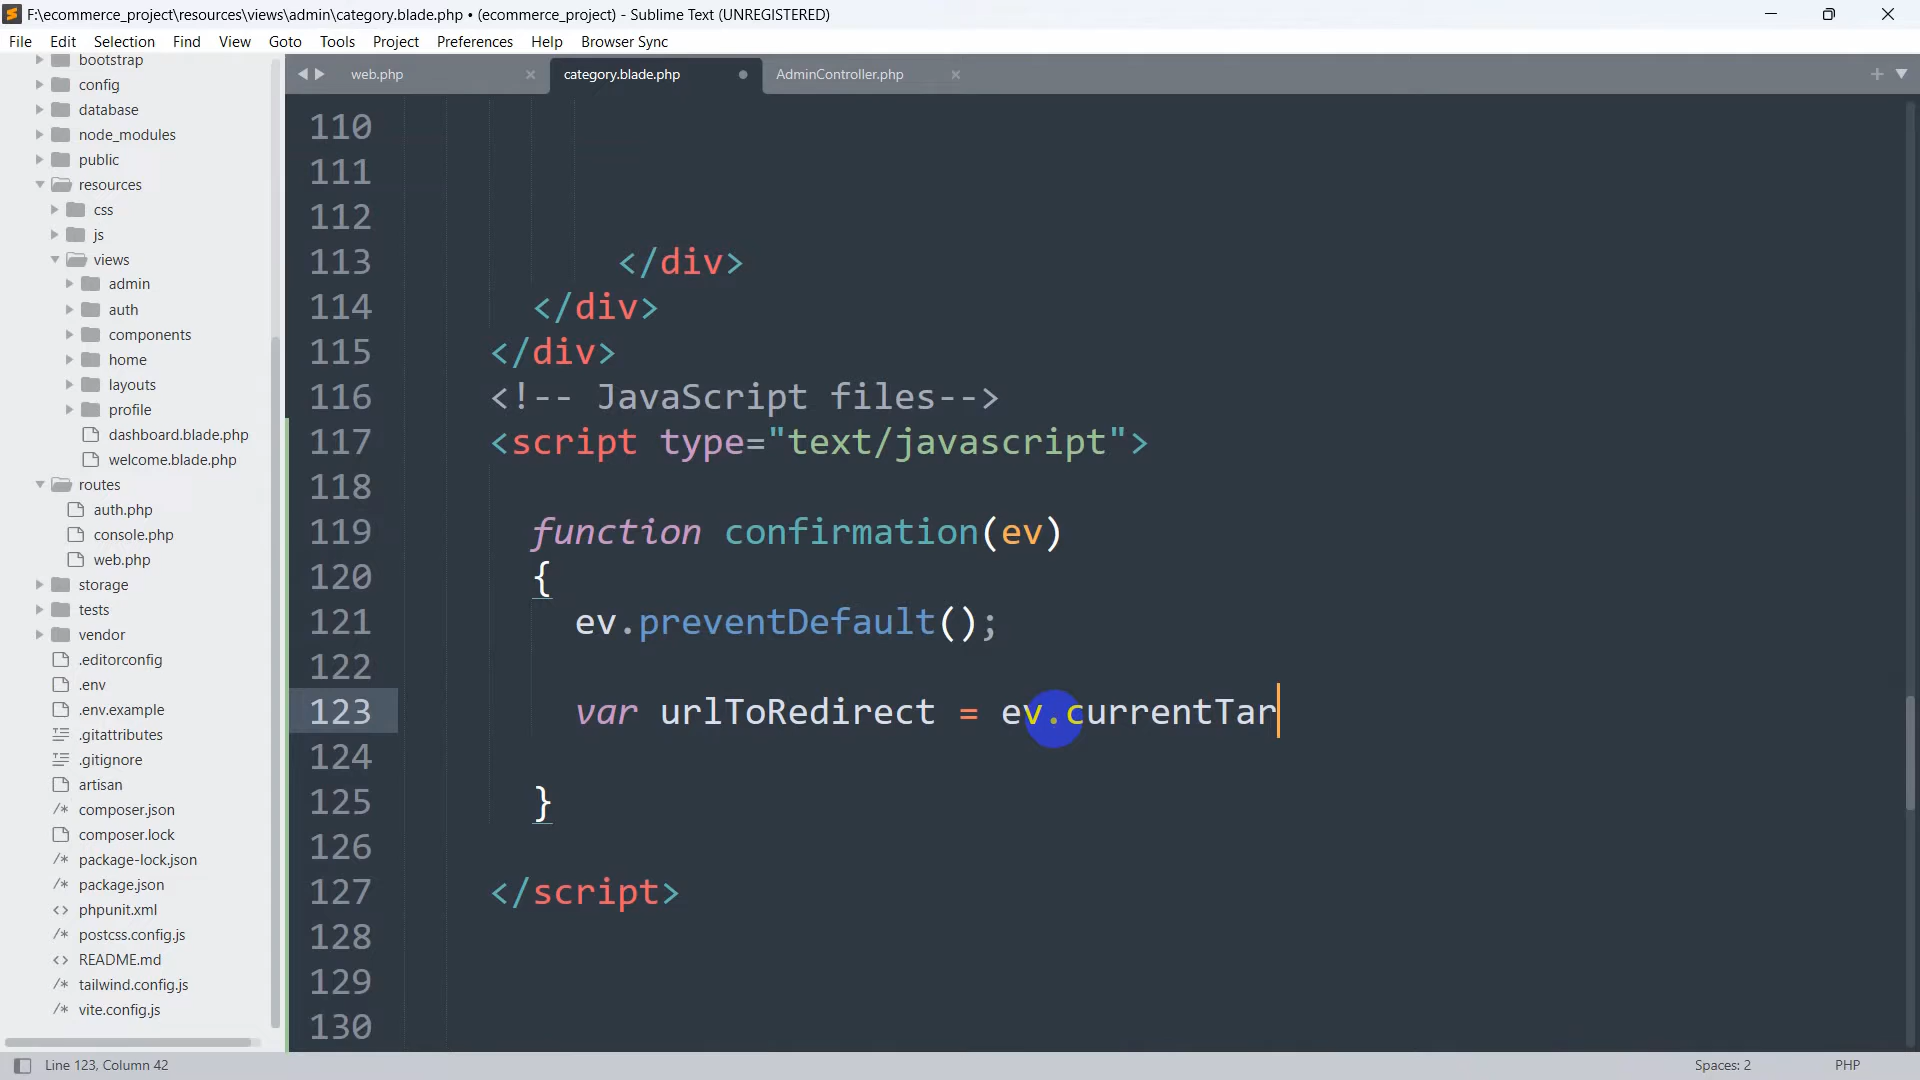 F:\ecommerce_project\resources\views\admin\category.blade.php • (ecommerce_project) - Sublime Text (UNREGISTERED)
File Edit Selection Find View Goto Tools Project Preferences Help Browser Sync
bootstrap
config
database
node_modules
public
resources
css
js
views
admin
auth
components
home
layouts
profile
dashboard.blade.php
welcome.blade.php
routes
auth.php
console.php
web.php
storage
tests
vendor
.editorconfig
.env
.env.example
.gitattributes
.gitignore
artisan
composer.json
composer.lock
package-lock.json
package.json
phpunit.xml
postcss.config.js
README.md
tailwind.config.js
vite.config.js
web.php category.blade.php AdminController.php
110
111
112
113 </div>
114 </div>
115 </div>
116 <!-- JavaScript files-->
117 <script type="text/javascript">
118
119 function confirmation(ev)
120 {
121 ev.preventDefault();
122
123 var urlToRedirect = ev.currentTar
124
125 }
126
127 </script>
128
129
130
Line 123, Column 42 Spaces: 2 PHP